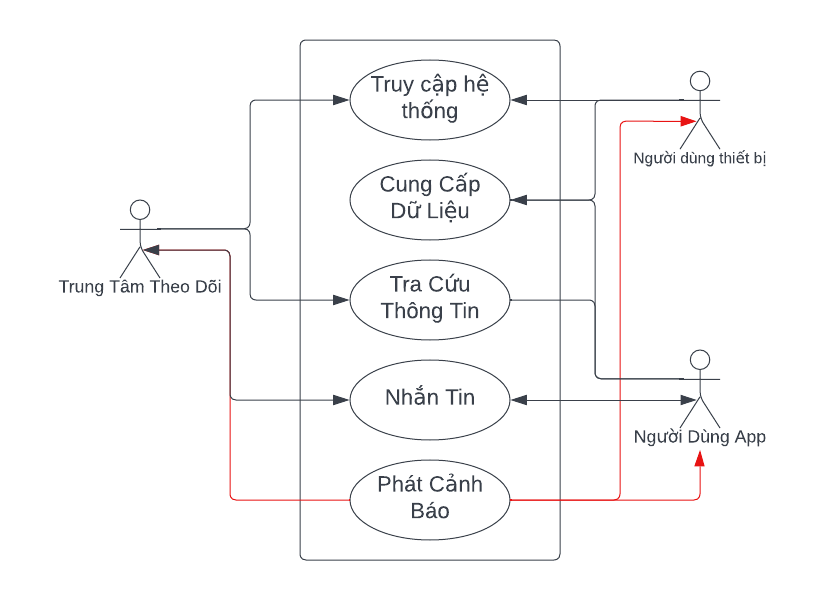 Truy cập hệ
thống
Người dùng thiết bị
Cung Cấp
Dữ Liệu
Trung Tâm Theo Dõi
Tra Cứu
Thông Tin
Nhắn Tin
Người Dùng App
Phát Cảnh
Báo